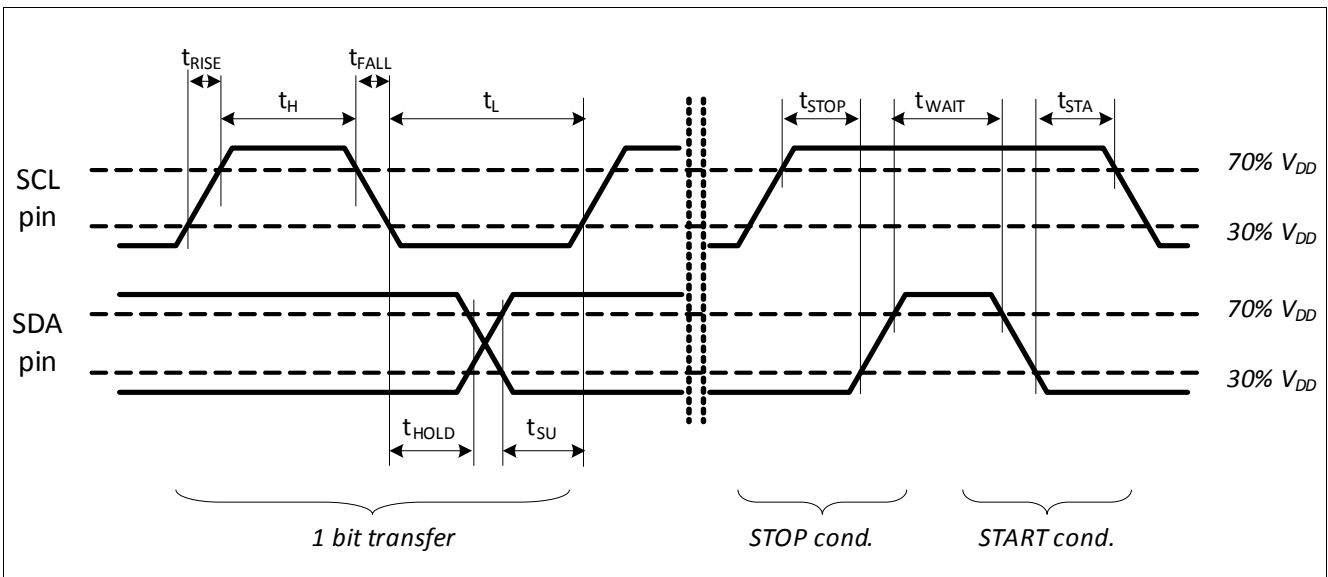 tRISE tFALL
tH tL tSTOP tWAIT tSTA
SCL
pin
70% VDD
30% VDD
SDA
pin
70% VDD
30% VDD
tHOLD tSU
1 bit transfer STOP cond. START cond.